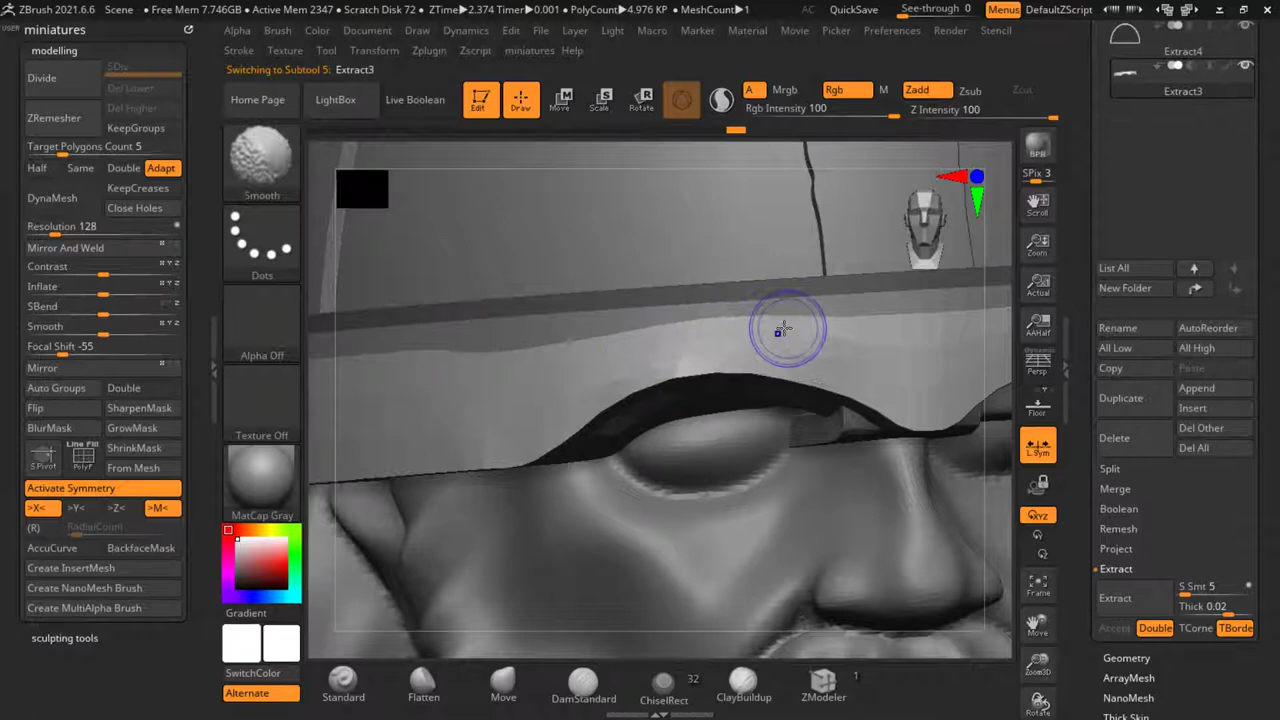 ZBrush 2021.6.6 Scene • Free Mem 7.746GB • Active Mem 2347 • Scratch Disk 72 • ZTime▸2.374 Timer▸0.001 • PolyCount▸4.976 KP • MeshCount▸1 AC QuickSave See-through 0 Menus DefaultZScript
USER miniatures Alpha Brush Color Document Draw Dynamics Edit File Layer Light Macro Marker Material Movie Picker Preferences Render Stencil
Stroke Texture Tool Transform Zplugin Zscript miniatures Help
Switching to Subtool 5: Extract3
modelling
SDiv
Divide
Del Lower
Del Higher
ZRemesher
KeepGroups
Target Polygons Count 5
Half Same Double Adapt
KeepCreases
DynaMesh
Close Holes
Resolution 128
Mirror And Weld
Contrast
Inflate
SBend
Smooth
Focal Shift -55
Mirror
Auto Groups Double
Flip SharpenMask
BlurMask GrowMask
Line Fill
ShrinkMask
S.Pivot PolyF From Mesh
Activate Symmetry
>X< >Y< >Z< >M<
(R) RadialCount
AccuCurve BackfaceMask
Create InsertMesh
Create NanoMesh Brush
Create MultiAlpha Brush
sculpting tools
Home Page LightBox Live Boolean Edit Draw Move Scale Rotate
A Mrgb Rgb M Zadd Zsub Zcut
Rgb Intensity 100 Z Intensity 100
Smooth
Dots
Alpha Off
Texture Off
MatCap Gray
Gradient
SwitchColor
Alternate
Standard Flatten Move DamStandard ChiselRect 32 ClayBuildup ZModeler 1
BPR
SPix 3
Scroll
Zoom
Actual
AAHalf
Dynamic
Persp
Floor
L.Sym
XYZ
Frame
Move
Zoom3D
Rotate
Extract4
Extract3
List All
New Folder
Rename AutoReorder
All Low All High
Copy Paste
Duplicate Append
Insert
Delete Del Other
Del All
Split
Merge
Boolean
Remesh
Project
Extract
Extract S Smt 5
Thick 0.02
Accept Double TCorne TBorde
Geometry
ArrayMesh
NanoMesh
Thick Skin